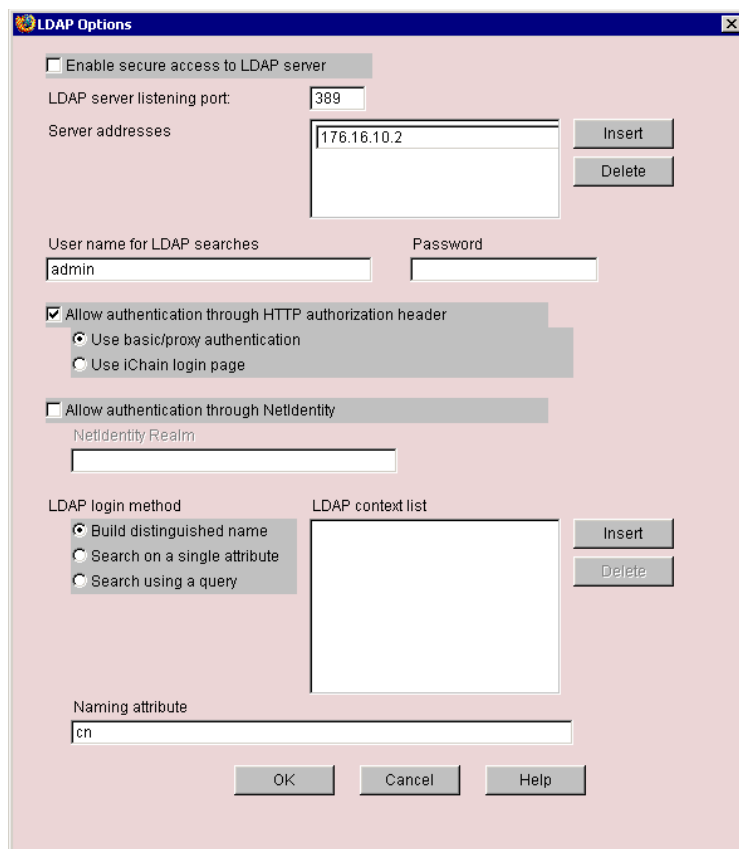 LDAP Options
Enable secure access to LDAP server
LDAP server listening port: 389
Server addresses
176.16.10.2
Insert
Delete
User name for LDAP searches
Password
admin
Allow authentication through HTTP authorization header
Use basic/proxy authentication
Use iChain login page
Allow authentication through NetIdentity
NetIdentity Realm
LDAP login method
LDAP context list
Build distinguished name
Search on a single attribute
Search using a query
Insert
Delete
Naming attribute
cn
OK Cancel Help